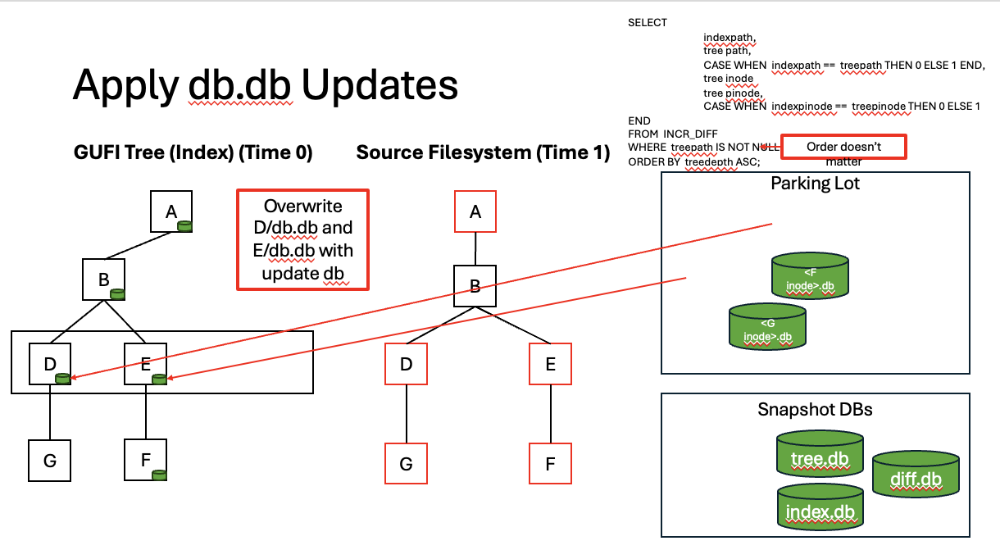 SELECT
indexpath,
tree path,
CASE WHEN indexpath == treepath THEN 0 ELSE 1 END,
tree inode
tree pinode,
CASE WHEN indexpinode == treepinode THEN 0 ELSE 1
END
FROM INCR_DIFF
WHERE treepath IS NOT NULL
ORDER BY treedepth ASC;
Order doesn't
matter
Apply db.db Updates
GUFI Tree (Index) (Time 0)
Source Filesystem (Time 1)
Overwrite
D/db.db and
E/db.db with
update db
A
B
D
E
G
F
A
B
D
E
G
F
Parking Lot
<F
inode>.db
<G
inode>.db
Snapshot DBs
tree.db
diff.db
index.db